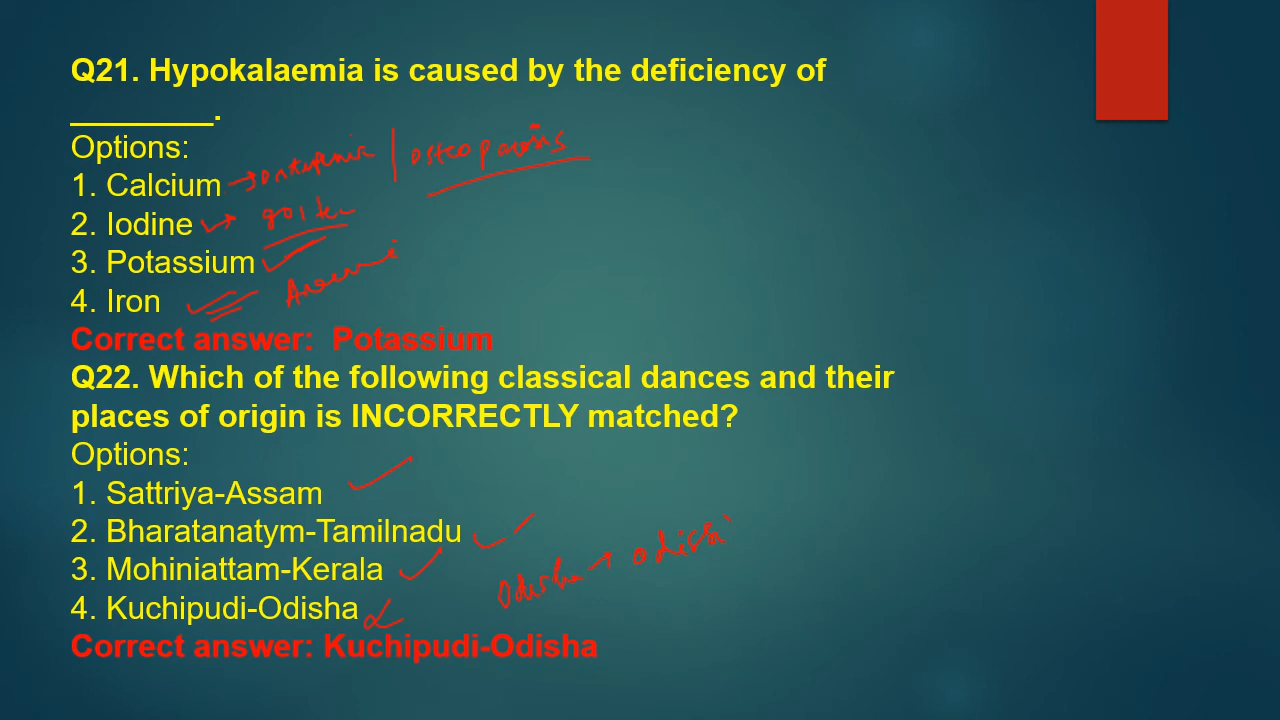 Q21. Hypokalaemia is caused by the deficiency of
________.
Options:
1. Calcium → / osteoporosis
2. Iodine → goiter
3. Potassium
4. Iron
Correct answer:  Potassium
Q22. Which of the following classical dances and their
places of origin is INCORRECTLY matched?
Options:
1. Sattriya-Assam
2. Bharatanatym-Tamilnadu
3. Mohiniattam-Kerala
4. Kuchipudi-Odisha
Odisha → odissi
Correct answer: Kuchipudi-Odisha